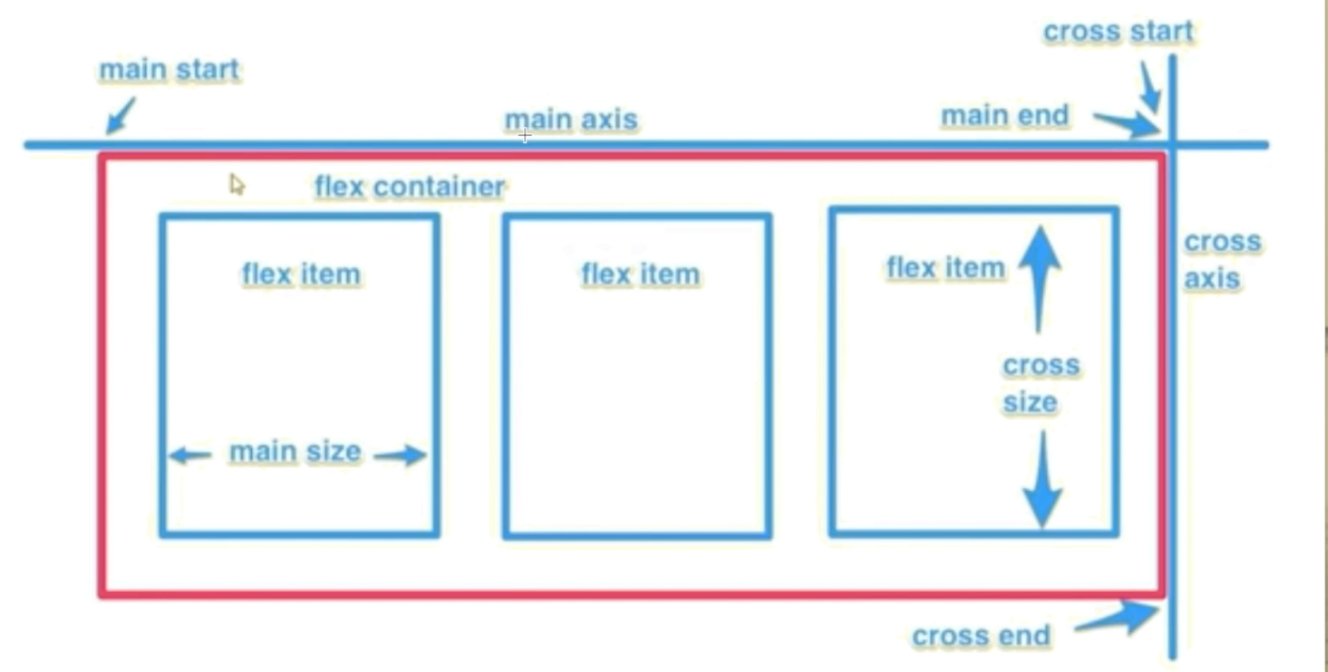 cross start
main start
main end
main axis
flex container
flex item
flex item
flex item
cross
axis
cross
size
main size
cross end